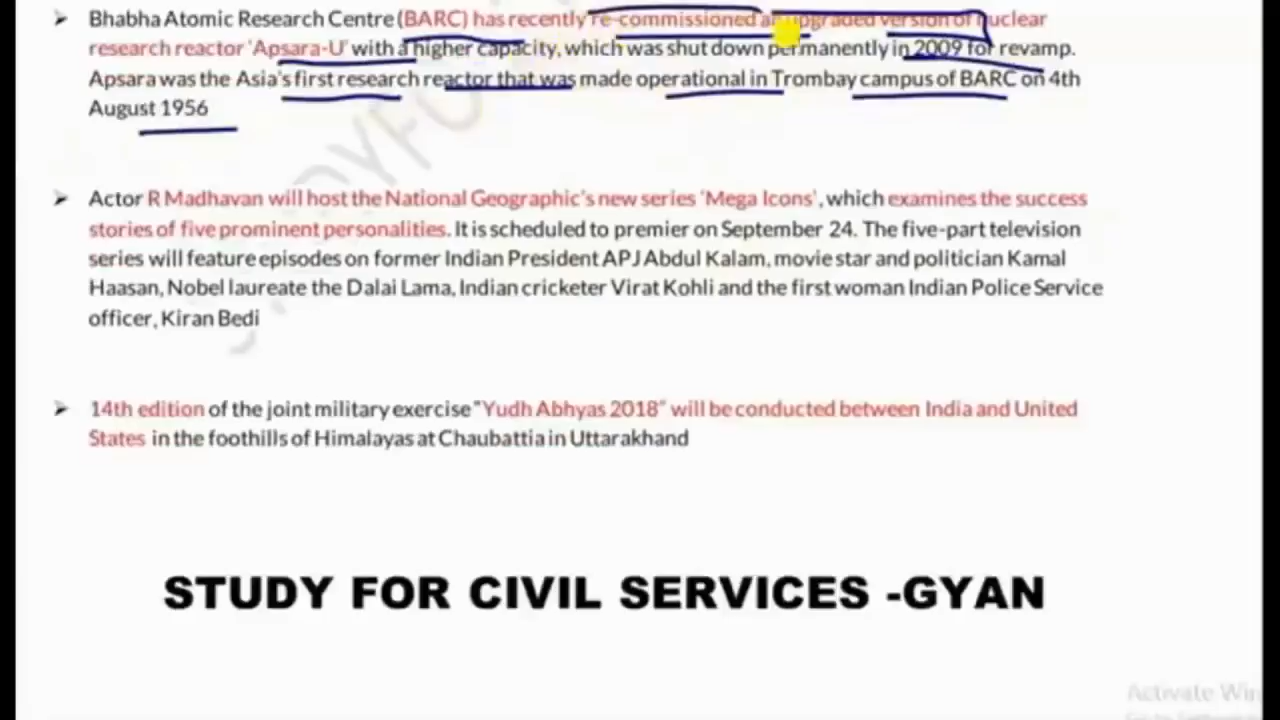 ➤ Bhabha Atomic Research Centre (BARC) has recently re-commissioned an upgraded version of nuclear
research reactor 'Apsara-U' with a higher capacity, which was shut down permanently in 2009 for revamp.
Apsara was the Asia's first research reactor that was made operational in Trombay campus of BARC on 4th
August 1956
➤ Actor R Madhavan will host the National Geographic's new series 'Mega Icons', which examines the success
stories of five prominent personalities. It is scheduled to premier on September 24. The five-part television
series will feature episodes on former Indian President APJ Abdul Kalam, movie star and politician Kamal
Haasan, Nobel laureate the Dalai Lama, Indian cricketer Virat Kohli and the first woman Indian Police Service
officer, Kiran Bedi
➤ 14th edition of the joint military exercise "Yudh Abhyas 2018" will be conducted between India and United
States in the foothills of Himalayas at Chaubattia in Uttarakhand
STUDY FOR CIVIL SERVICES -GYAN
Activate Win